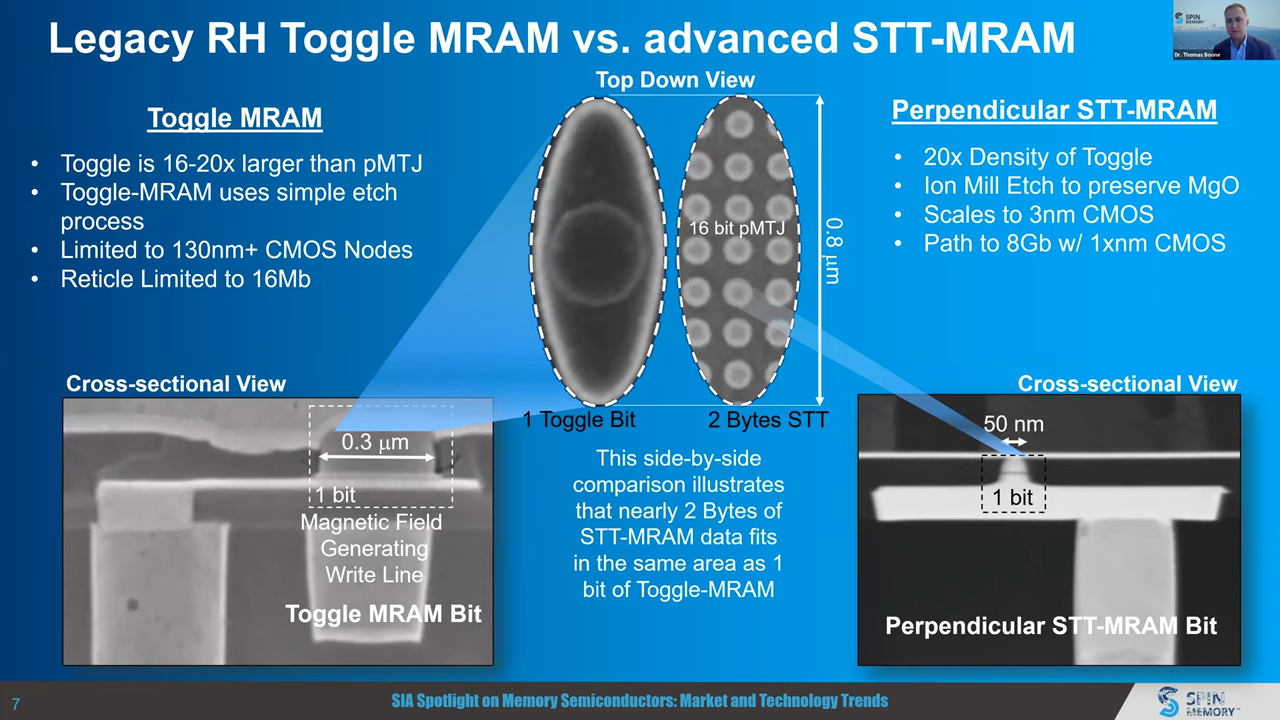 Legacy RH Toggle MRAM vs. advanced STT-MRAM
SPIN
MEMORY
Dr. Thomas Boone
Toggle MRAM
• Toggle is 16-20x larger than pMTJ
• Toggle-MRAM uses simple etch
process
• Limited to 130nm+ CMOS Nodes
• Reticle Limited to 16Mb
Top Down View
16 bit pMTJ
0.8 μm
1 Toggle Bit
2 Bytes STT
This side-by-side
comparison illustrates
that nearly 2 Bytes of
STT-MRAM data fits
in the same area as 1
bit of Toggle-MRAM
Perpendicular STT-MRAM
• 20x Density of Toggle
• Ion Mill Etch to preserve MgO
• Scales to 3nm CMOS
• Path to 8Gb w/ 1xnm CMOS
Cross-sectional View
0.3 μm
1 bit
Magnetic Field
Generating
Write Line
Toggle MRAM Bit
Cross-sectional View
50 nm
1 bit
Perpendicular STT-MRAM Bit
7
SIA Spotlight on Memory Semiconductors: Market and Technology Trends
SPIN
MEMORY™